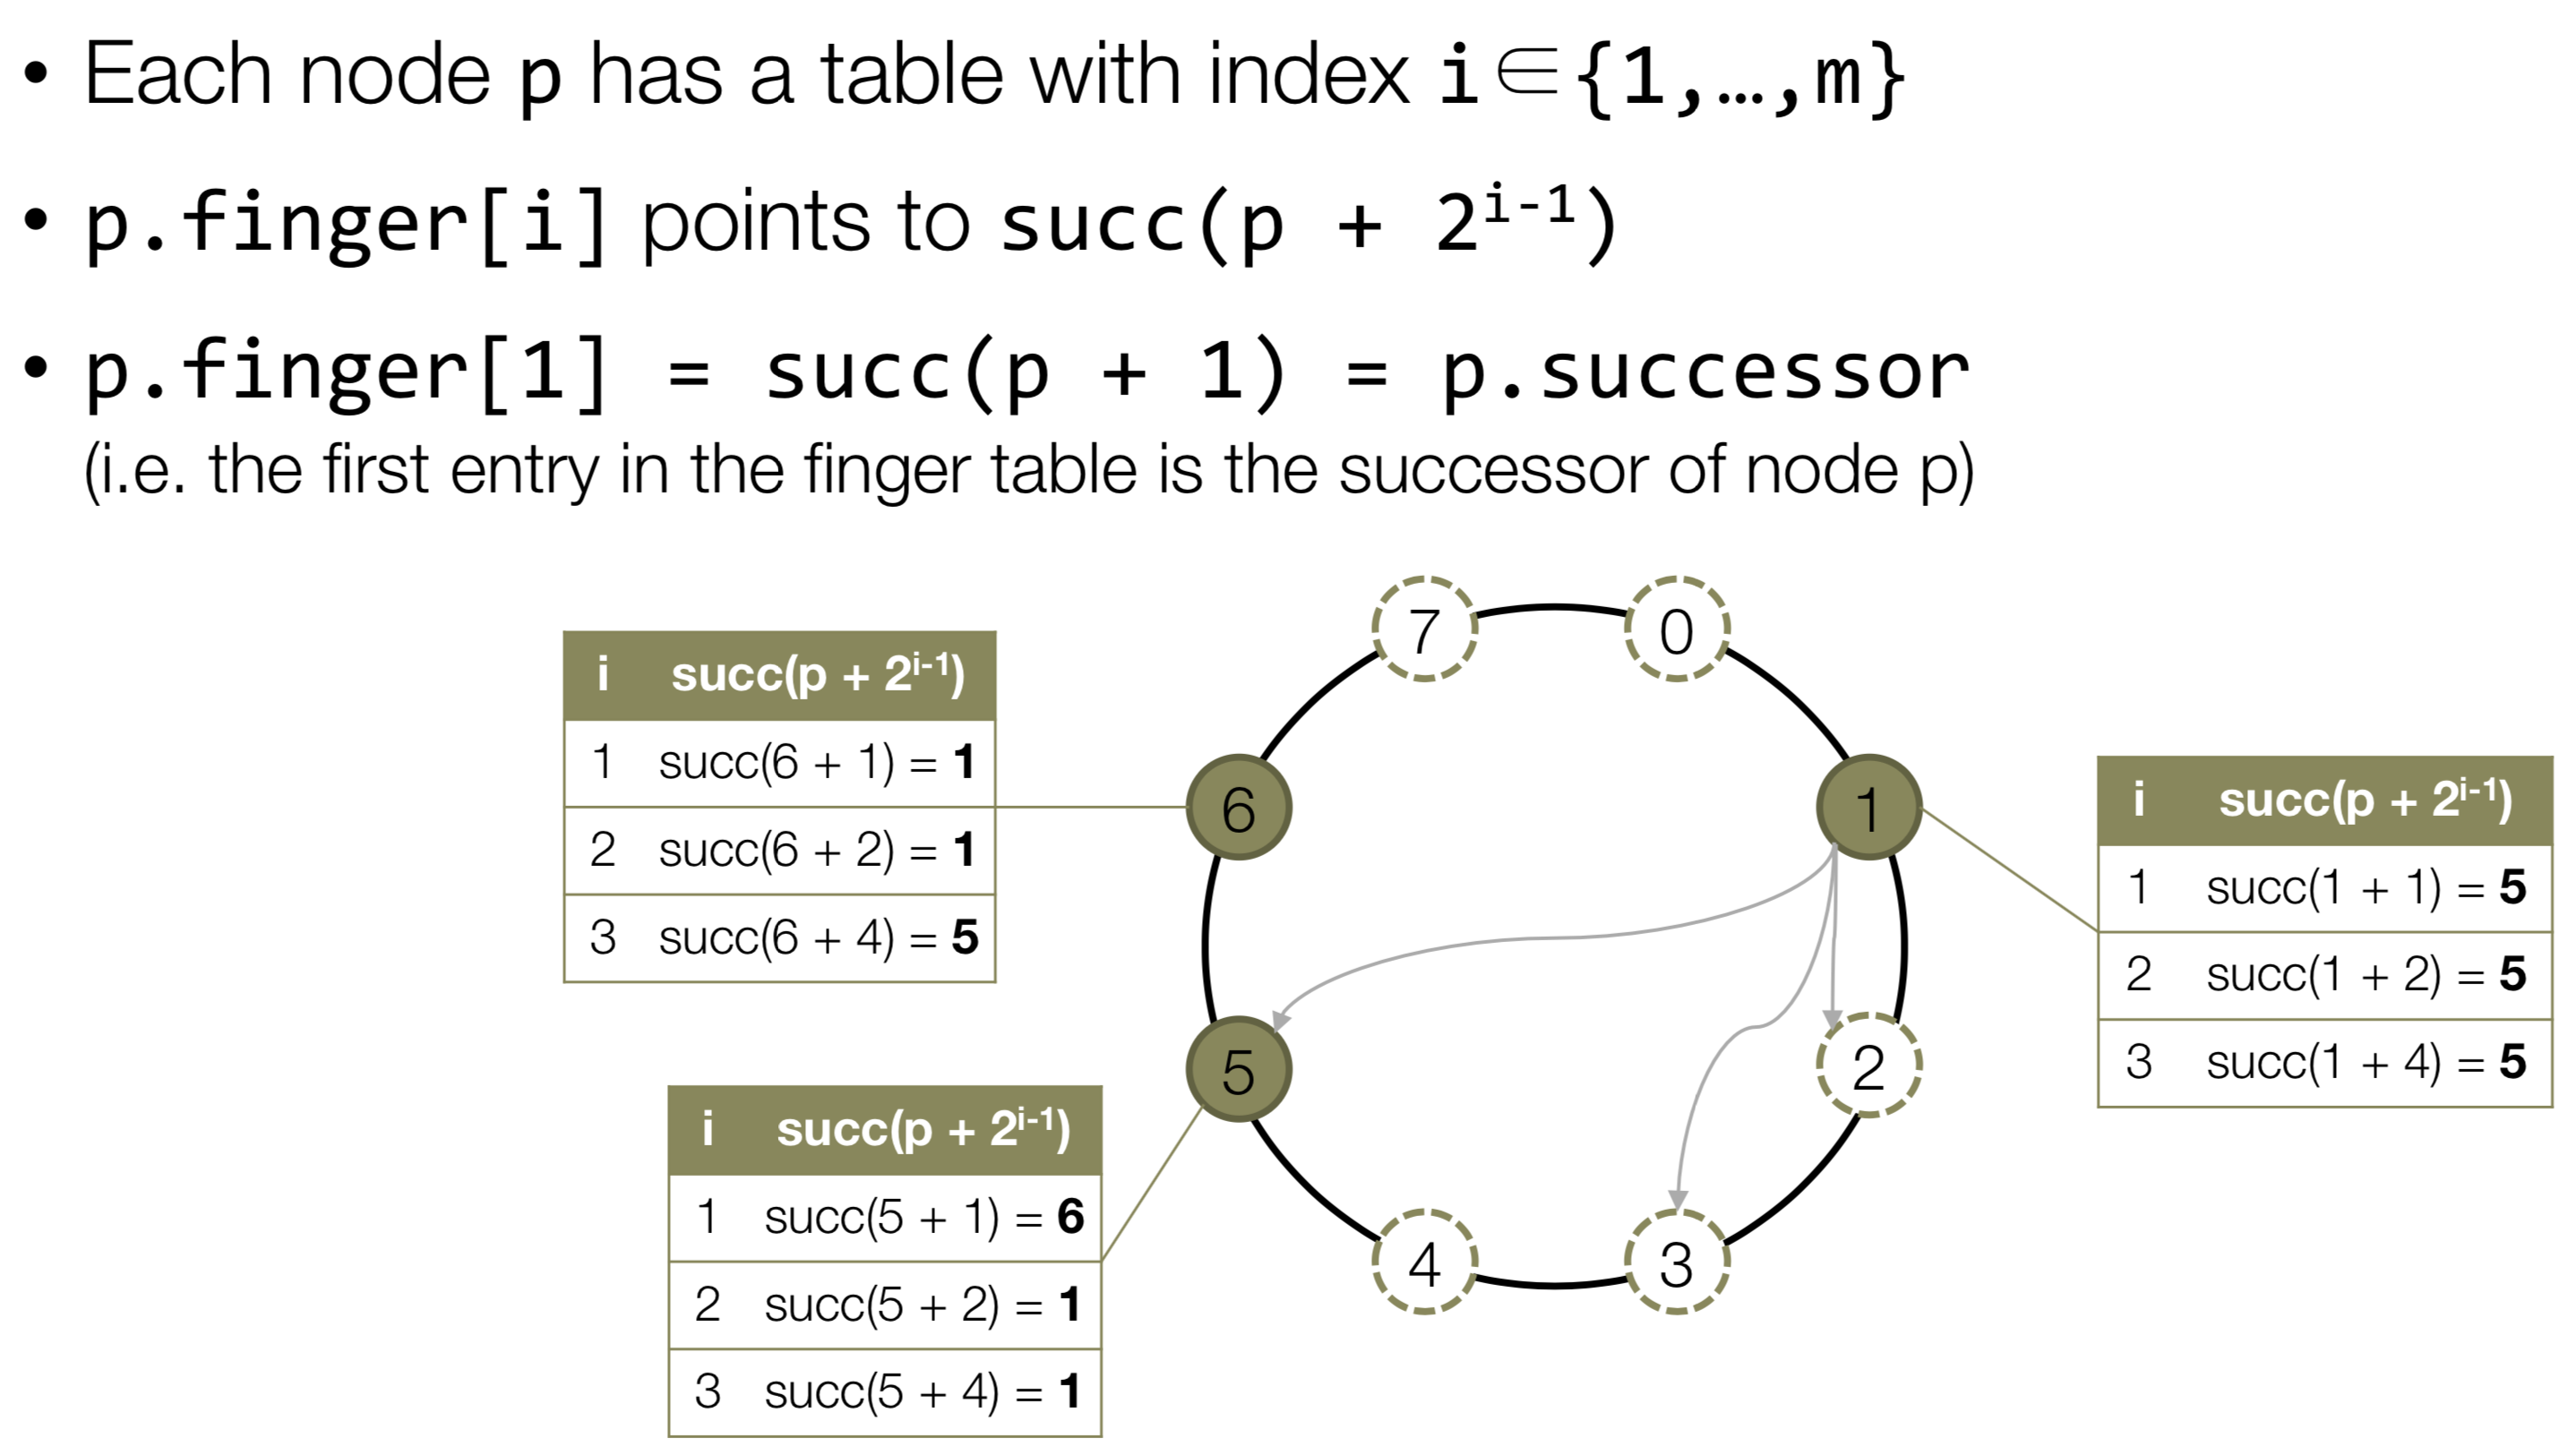 • Each node p has a table with index i∈{1,…,m}
• p.finger[i] points to succ(p + 2^{i-1})
• p.finger[1] = succ(p + 1) = p.successor
(i.e. the first entry in the finger table is the successor of node p)
7
0
i succ(p + 2^{i-1})
1 succ(6 + 1) = 1
2 succ(6 + 2) = 1
3 succ(6 + 4) = 5
6
1
i succ(p + 2^{i-1})
1 succ(1 + 1) = 5
2 succ(1 + 2) = 5
3 succ(1 + 4) = 5
5
2
i succ(p + 2^{i-1})
1 succ(5 + 1) = 6
2 succ(5 + 2) = 1
3 succ(5 + 4) = 1
4
3